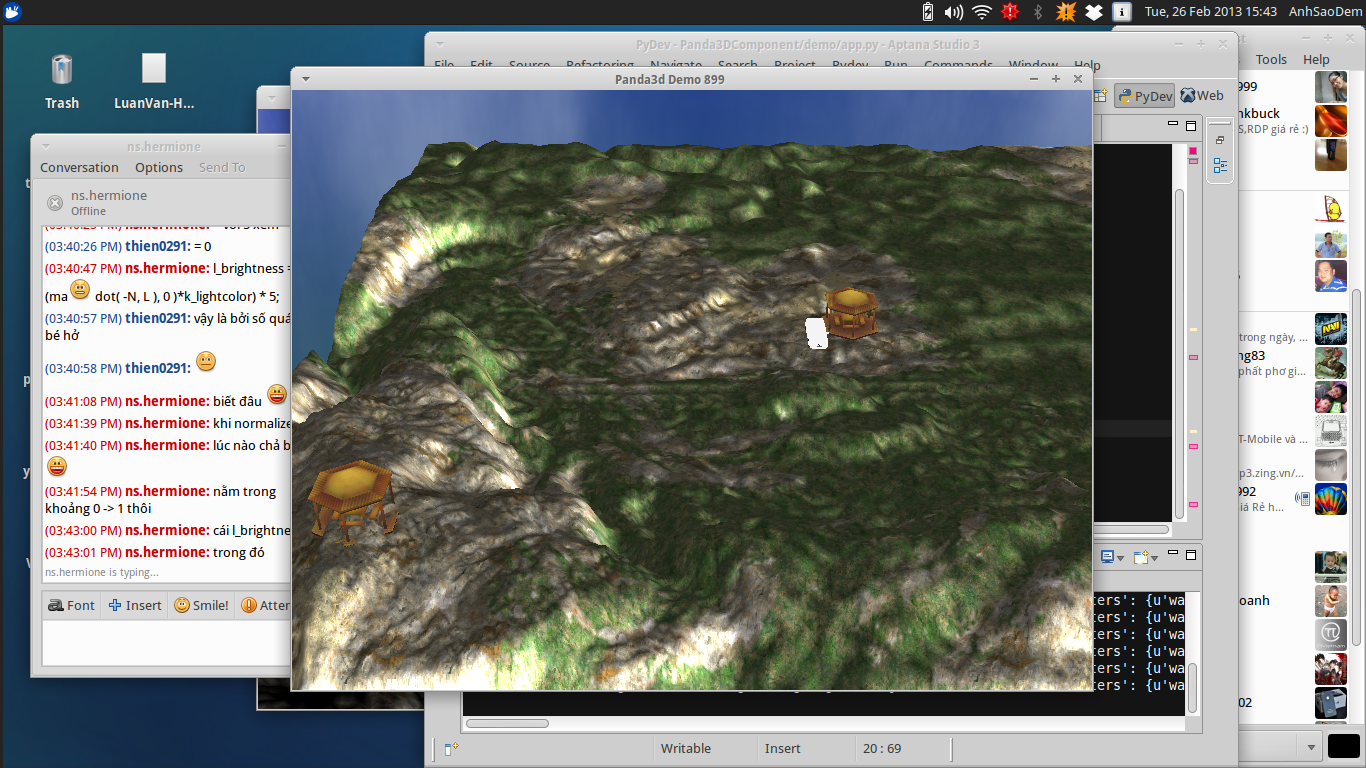 Tue, 26 Feb 2013 15:43 AnhSaoDem
Trash
LuanVan-H...
PyDev - Panda3DComponent/demo/app.py - Aptana Studio 3
File Edit Source Refactoring Navigate Search Project Pydev Run Commands Window Help
Tools Help
Panda3d Demo 899
PyDev Web
ns.hermione
Conversation Options Send To
ns.hermione
Offline
(03:40:26 PM) thien0291: = 0
(03:40:47 PM) ns.hermione: l_brightness =
(ma dot( -N, L ), 0 )*k_lightcolor) * 5;
(03:40:57 PM) thien0291: vậy là bởi số quá
bé hở
(03:40:58 PM) thien0291:
(03:41:08 PM) ns.hermione: biết đâu
(03:41:39 PM) ns.hermione: khi normalize
(03:41:40 PM) ns.hermione: lúc nào chả b
(03:41:54 PM) ns.hermione: nằm trong
khoảng 0 -> 1 thôi
(03:43:00 PM) ns.hermione: cái l_brightne
(03:43:01 PM) ns.hermione: trong đó
ns.hermione is typing...
Font Insert Smile! Atter
999
nkbuck
S,RDP giá rẻ :)
trong ngày, ...
ng83
phất pho gi...
T-Mobile và ...
p3.zing.vn/...
992
iá Rẻ h...
oanh
02
ters': {u'wa
ters': {u'wa
ters': {u'wa
ters': {u'wa
ters': {u'wa
ters': {u'wa
Writable Insert 20 : 69